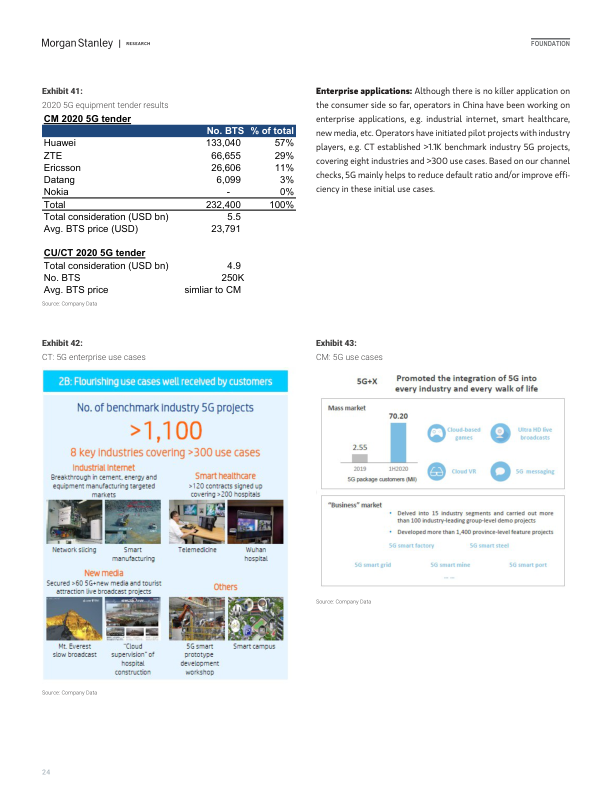 Morgan Stanley | RESEARCH
FOUNDATION
Exhibit 41:
2020 5G equipment tender results
CM 2020 5G tender
No. BTS % of total
Huawei 133,040 57%
ZTE 66,655 29%
Ericsson 26,606 11%
Datang 6,099 3%
Nokia - 0%
Total 232,400 100%
Total consideration (USD bn) 5.5
Avg. BTS price (USD) 23,791
CU/CT 2020 5G tender
Total consideration (USD bn) 4.9
No. BTS 250K
Avg. BTS price simliar to CM
Source: Company Data
Enterprise applications: Although there is no killer application on
the consumer side so far, operators in China have been working on
enterprise applications, e.g. industrial internet, smart healthcare,
new media, etc. Operators have initiated pilot projects with industry
players, e.g. CT established >1.1K benchmark industry 5G projects,
covering eight industries and >300 use cases. Based on our channel
checks, 5G mainly helps to reduce default ratio and/or improve effi-
ciency in these initial use cases.
Exhibit 42:
CT: 5G enterprise use cases
2B: Flourishing use cases well received by customers
No. of benchmark industry 5G projects
>1,100
8 key industries covering >300 use cases
Industrial Internet
Breakthrough in cement, energy and
equipment manufacturing targeted
markets
Smart healthcare
>120 contracts signed up
covering >200 hospitals
Network slicing
Smart
manufacturing
Telemedicine
Wuhan
hospital
New media
Secured >60 5G+new media and tourist
attraction live broadcast projects
Others
Mt. Everest
slow broadcast
"Cloud
supervision" of
hospital
construction
5G smart
prototype
development
workshop
Smart campus
Source: Company Data
Exhibit 43:
CM: 5G use cases
5G+X
Promoted the integration of 5G into
every industry and every walk of life
Mass market
70.20
2.55
2019 1H2020
5G package customers (Mil)
Cloud-based
games
Ultra HD live
broadcasts
Cloud VR
5G messaging
"Business" market
• Delved into 15 industry segments and carried out more
than 100 industry-leading group-level demo projects
• Developed more than 1,400 province-level feature projects
5G smart factory 5G smart steel
5G smart grid 5G smart mine 5G smart port
... ...
Source: Company Data
24